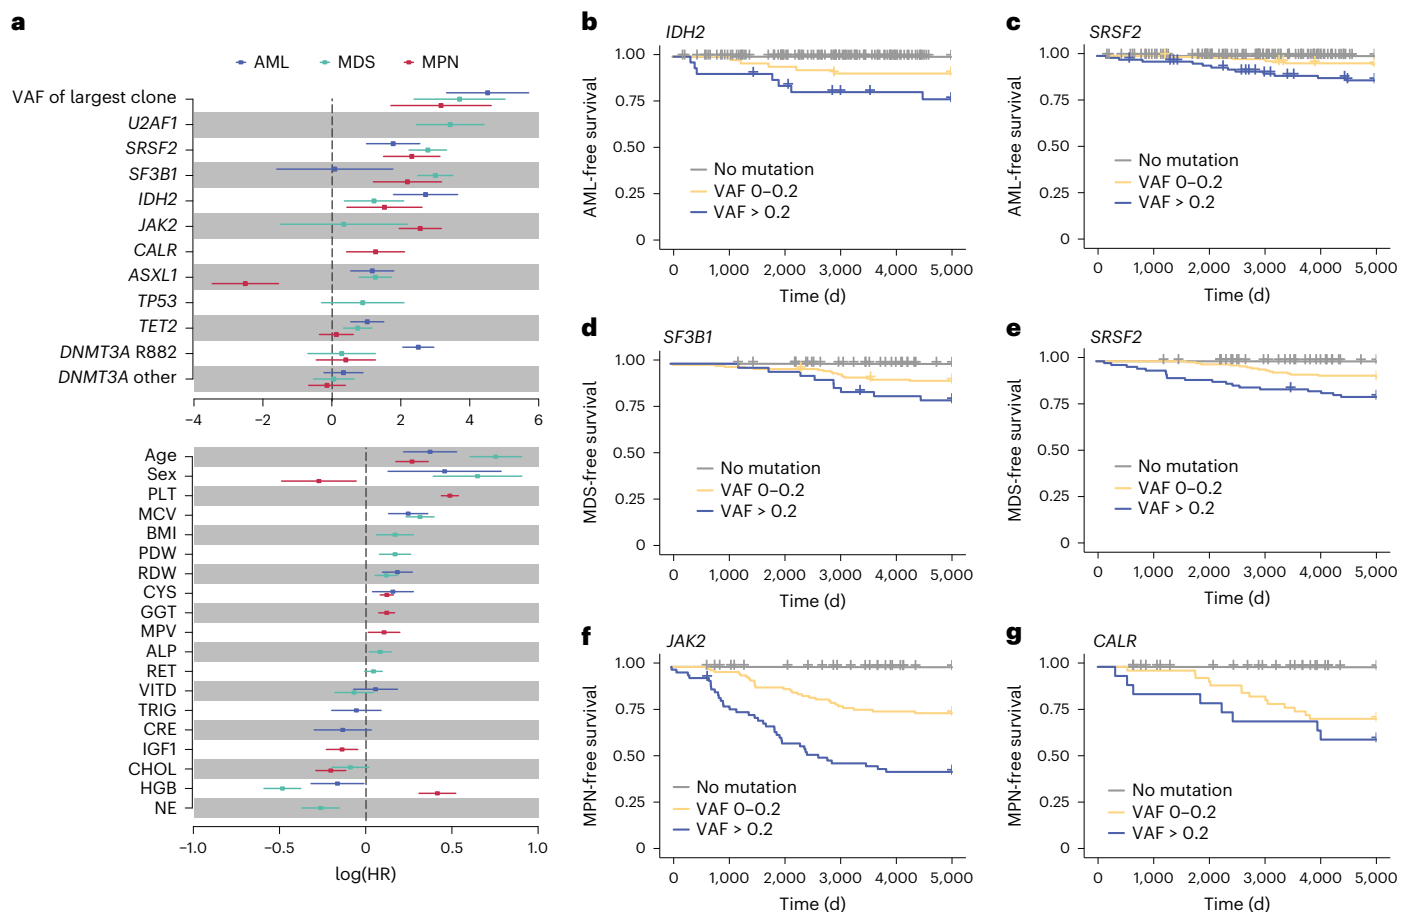 a
AML MDS MPN
VAF of largest clone
U2AF1
SRSF2
SF3B1
IDH2
JAK2
CALR
ASXL1
TP53
TET2
DNMT3A R882
DNMT3A other
−4 −2 0 2 4 6
Age
Sex
PLT
MCV
BMI
PDW
RDW
CYS
GGT
MPV
ALP
RET
VITD
TRIG
CRE
IGF1
CHOL
HGB
NE
−1.0 −0.5 0 0.5 1.0
log(HR)
b
IDH2
AML-free survival
1.00
0.75
0.50
0.25
0
No mutation
VAF 0–0.2
VAF > 0.2
0 1,000 2,000 3,000 4,000 5,000
Time (d)
c
SRSF2
AML-free survival
1.00
0.75
0.50
0.25
0
No mutation
VAF 0–0.2
VAF > 0.2
0 1,000 2,000 3,000 4,000 5,000
Time (d)
d
SF3B1
MDS-free survival
1.00
0.75
0.50
0.25
0
No mutation
VAF 0–0.2
VAF > 0.2
0 1,000 2,000 3,000 4,000 5,000
Time (d)
e
SRSF2
MDS-free survival
1.00
0.75
0.50
0.25
0
No mutation
VAF 0–0.2
VAF > 0.2
0 1,000 2,000 3,000 4,000 5,000
Time (d)
f
JAK2
MPN-free survival
1.00
0.75
0.50
0.25
0
No mutation
VAF 0–0.2
VAF > 0.2
0 1,000 2,000 3,000 4,000 5,000
Time (d)
g
CALR
MPN-free survival
1.00
0.75
0.50
0.25
0
No mutation
VAF 0–0.2
VAF > 0.2
0 1,000 2,000 3,000 4,000 5,000
Time (d)